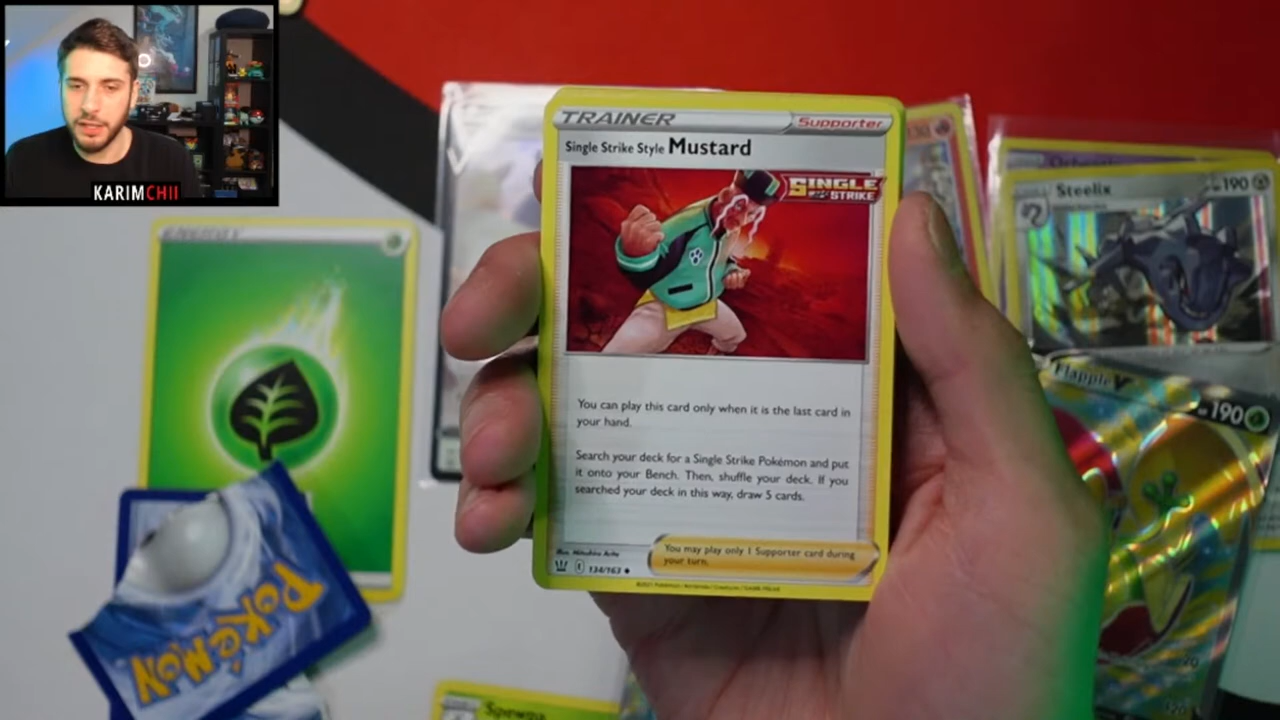 KARIMCHII
TRAINER
Supporter
Single Strike Style Mustard
SINGLE
STRIKE
You can play this card only when it is the last card in
your hand.
Search your deck for a Single Strike Pokémon and put
it onto your Bench. Then, shuffle your deck. If you
searched your deck in this way, draw 5 cards.
You may play only 1 Supporter card during
your turn.
134/163
Steelix
190
Flapple V
190
POKÉMON
Spewpa